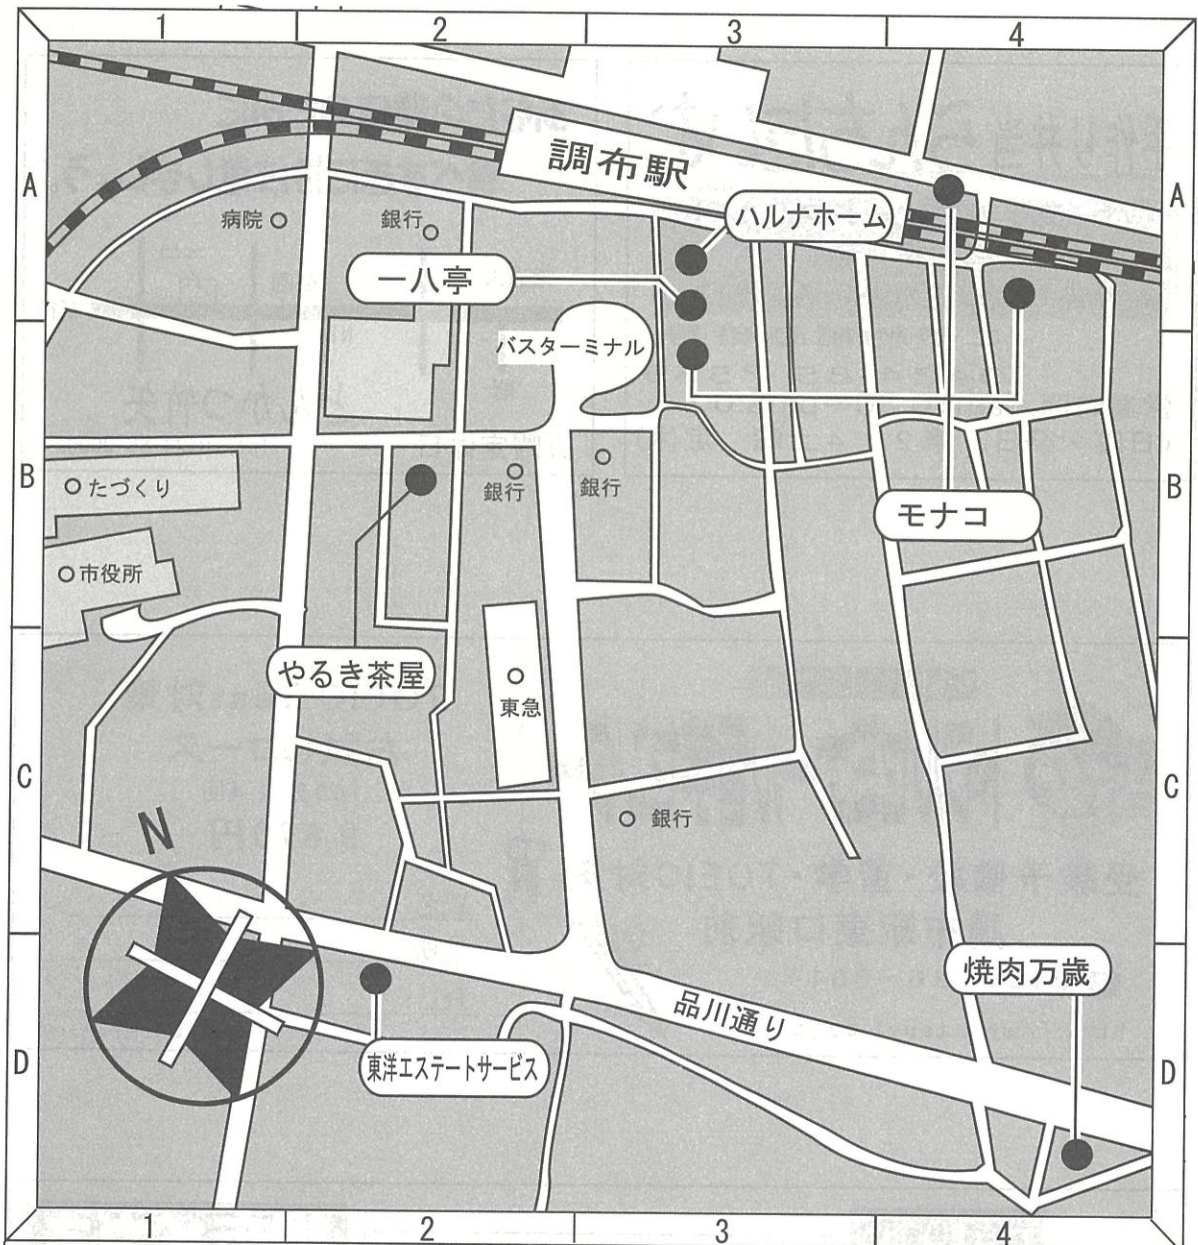 1
2
3
4
A
A
調布駅
病院
銀行
ハルナホーム
一八亭
バスターミナル
B
B
たづくり
銀行
銀行
モナコ
市役所
やるき茶屋
東急
C
C
銀行
N
焼肉万歳
品川通り
D
D
東洋エステートサービス
1
2
3
4